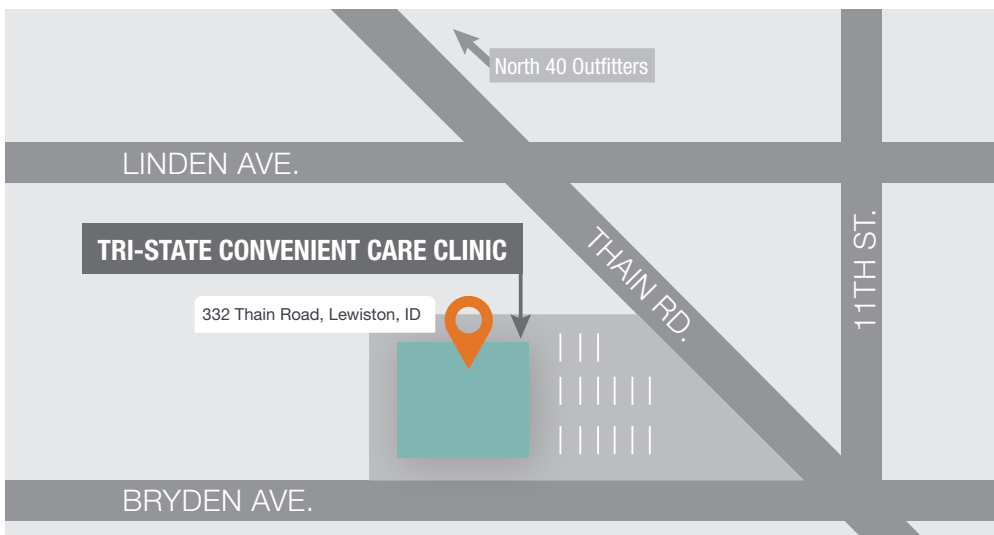 North 40 Outfitters
LINDEN AVE.
THAIN RD.
11TH ST.
TRI-STATE CONVENIENT CARE CLINIC
332 Thain Road, Lewiston, ID
BRYDEN AVE.